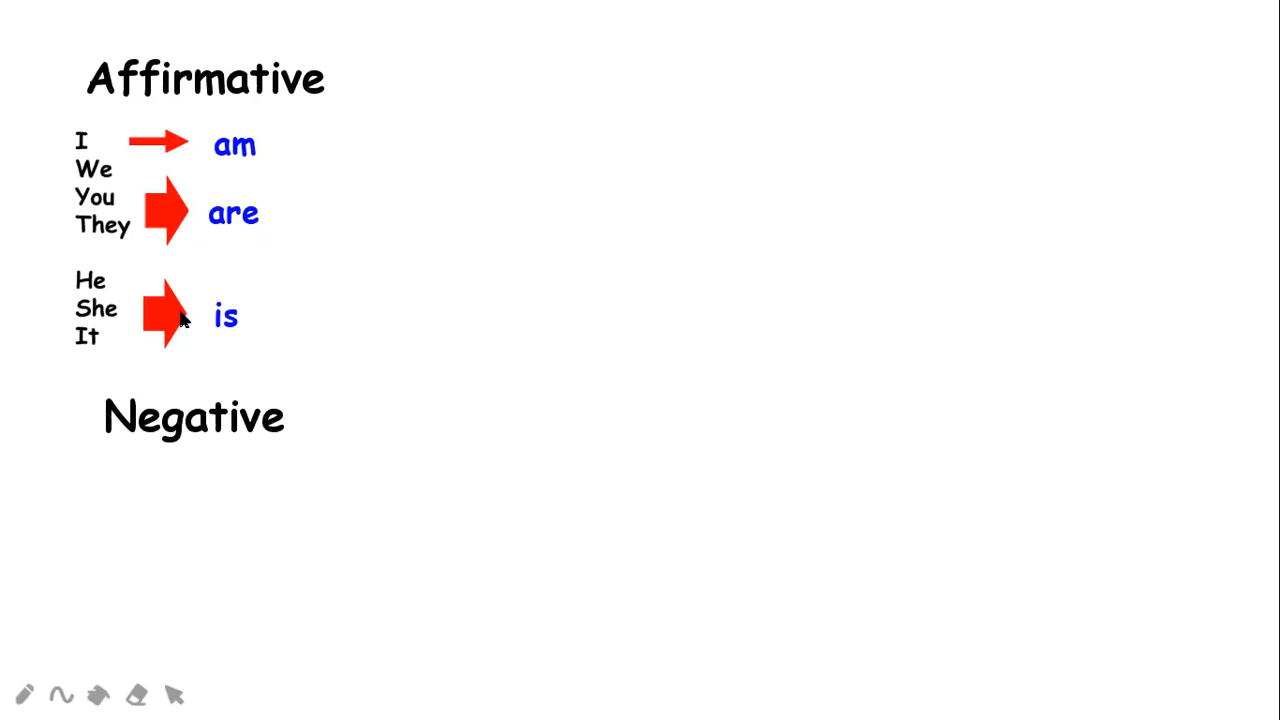 Affirmative
I am
We
You are
They
He
She is
It
Negative